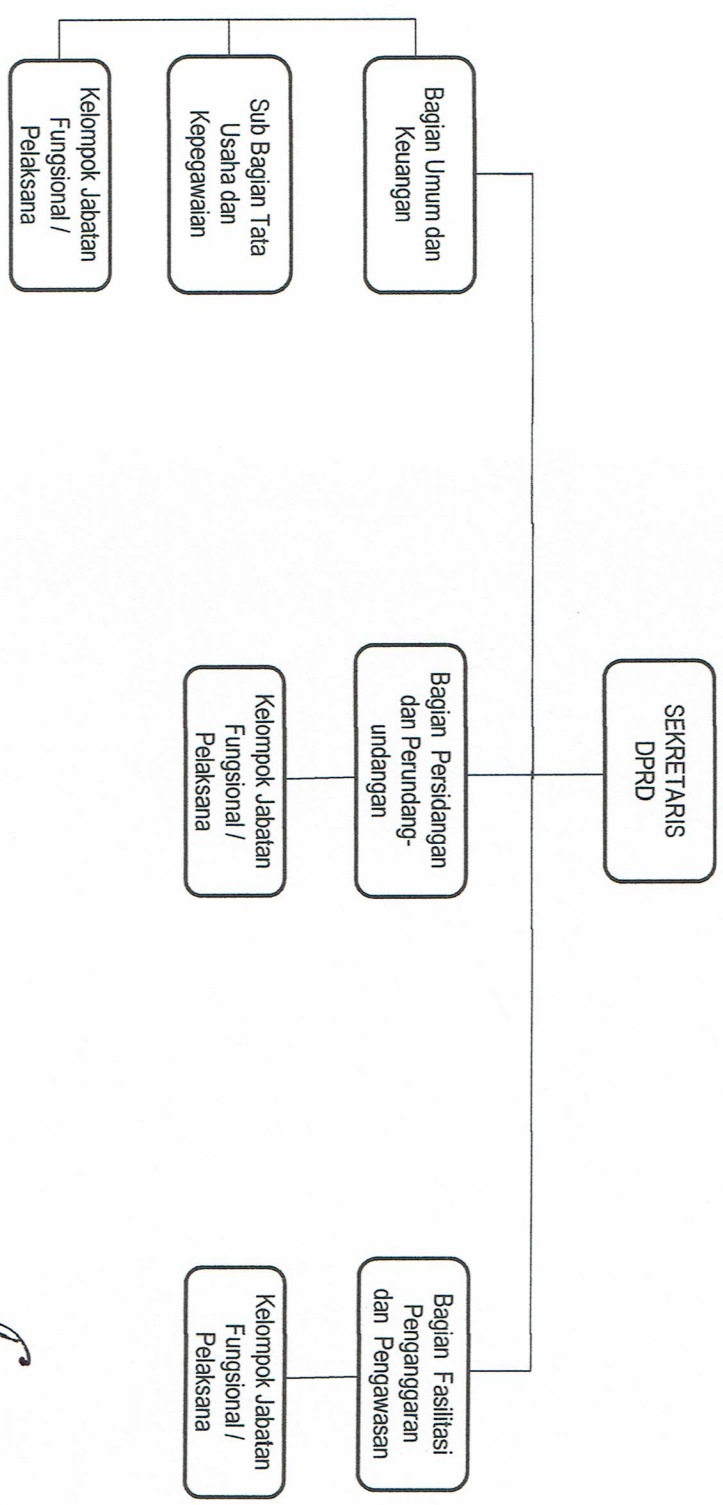 SEKRETARIS
DPRD
Bagian Umum dan
Keuangan
Sub Bagian Tata
Usaha dan
Kepegawaian
Kelompok Jabatan
Fungsional /
Pelaksana
Bagian Persidangan
dan Perundang-
undangan
Kelompok Jabatan
Fungsional /
Pelaksana
Bagian Fasilitasi
Penganggaran
dan Pengawasan
Kelompok Jabatan
Fungsional /
Pelaksana